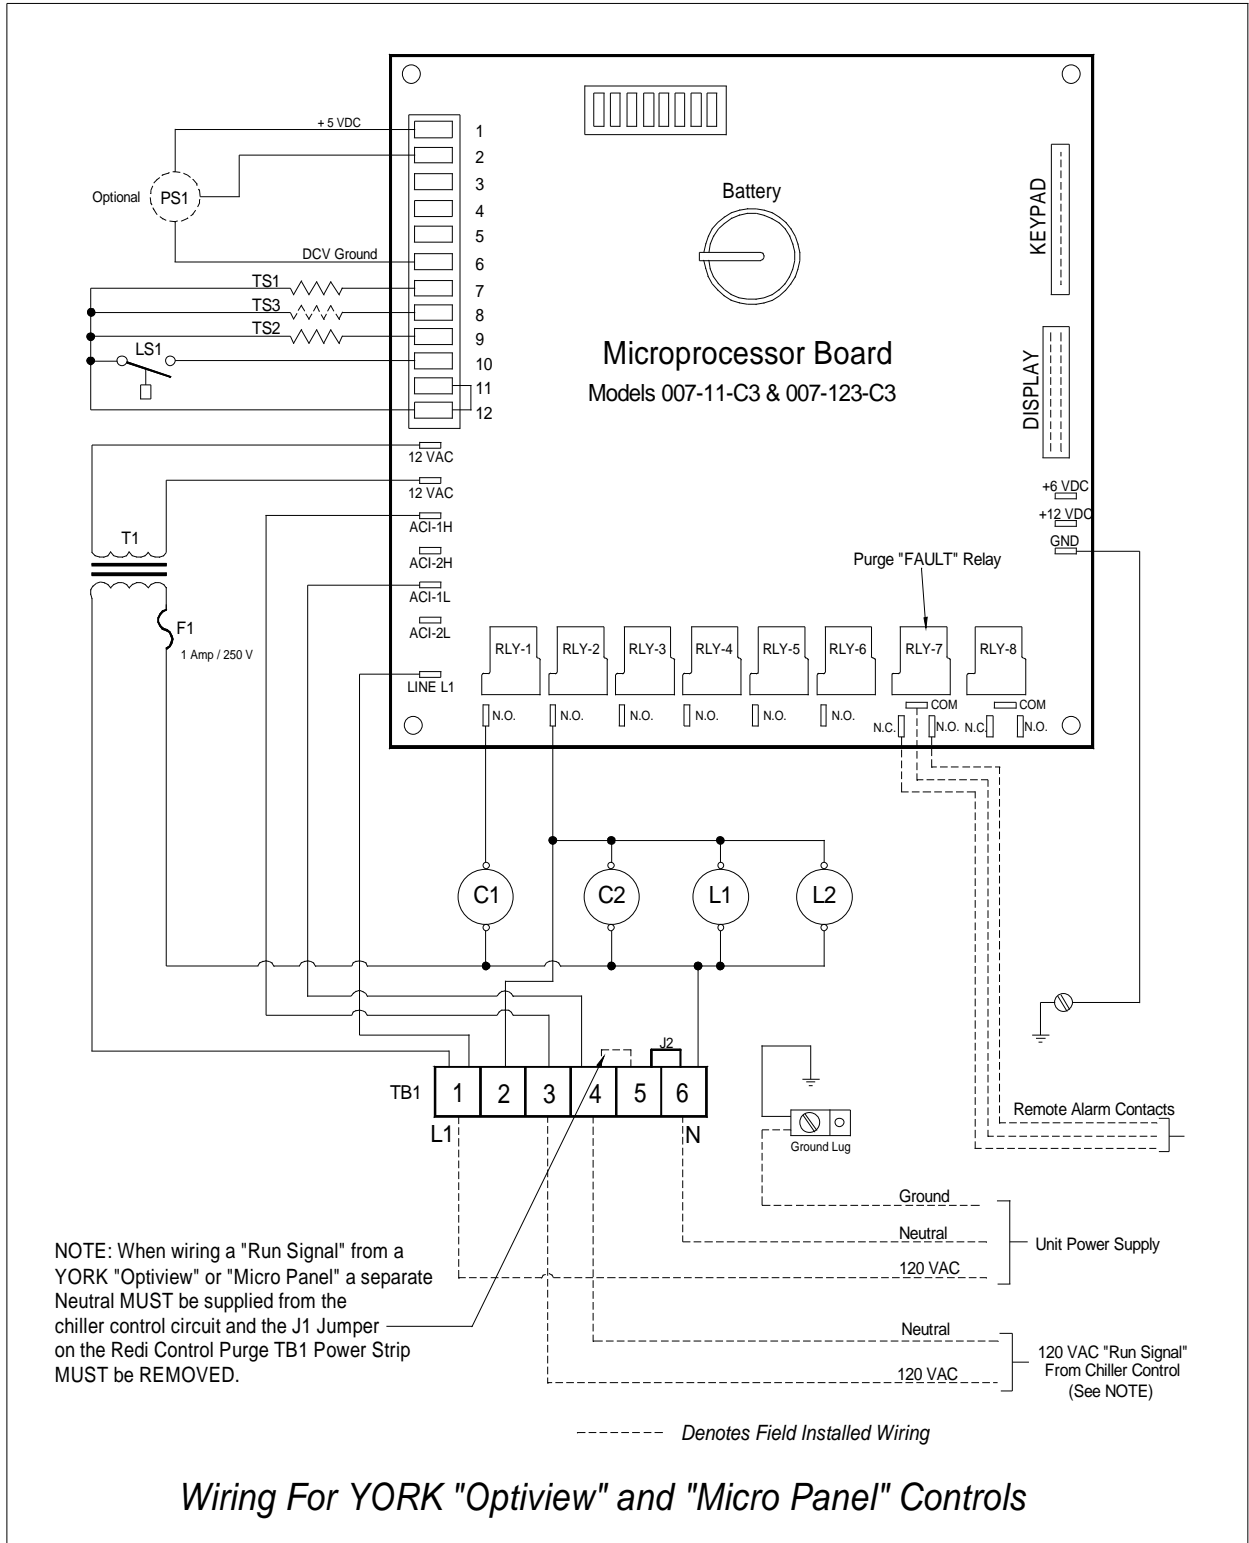 + 5 VDC
1
2
3
4
5
6
7
8
9
10
11
12
Optional
PS1
DCV Ground
TS1
TS3
TS2
LS1
Battery
KEYPAD
DISPLAY
Microprocessor Board
Models 007-11-C3 & 007-123-C3
12 VAC
12 VAC
ACI-1H
ACI-2H
ACI-1L
ACI-2L
LINE L1
+6 VDC
+12 VDC
GND
T1
F1
1 Amp / 250 V
Purge "FAULT" Relay
RLY-1
RLY-2
RLY-3
RLY-4
RLY-5
RLY-6
RLY-7
RLY-8
N.O.
N.O.
N.O.
N.O.
N.O.
N.O.
COM
N.C.
N.O.
COM
N.C.
N.O.
C1
C2
L1
L2
J2
TB1
1
2
3
4
5
6
L1
N
Ground Lug
Remote Alarm Contacts
Ground
Neutral
120 VAC
Unit Power Supply
Neutral
120 VAC
120 VAC "Run Signal"
From Chiller Control
(See NOTE)
NOTE: When wiring a "Run Signal" from a
YORK "Optiview" or "Micro Panel" a separate
Neutral MUST be supplied from the
chiller control circuit and the J1 Jumper
on the Redi Control Purge TB1 Power Strip
MUST be REMOVED.
Denotes Field Installed Wiring
Wiring For YORK "Optiview" and "Micro Panel" Controls